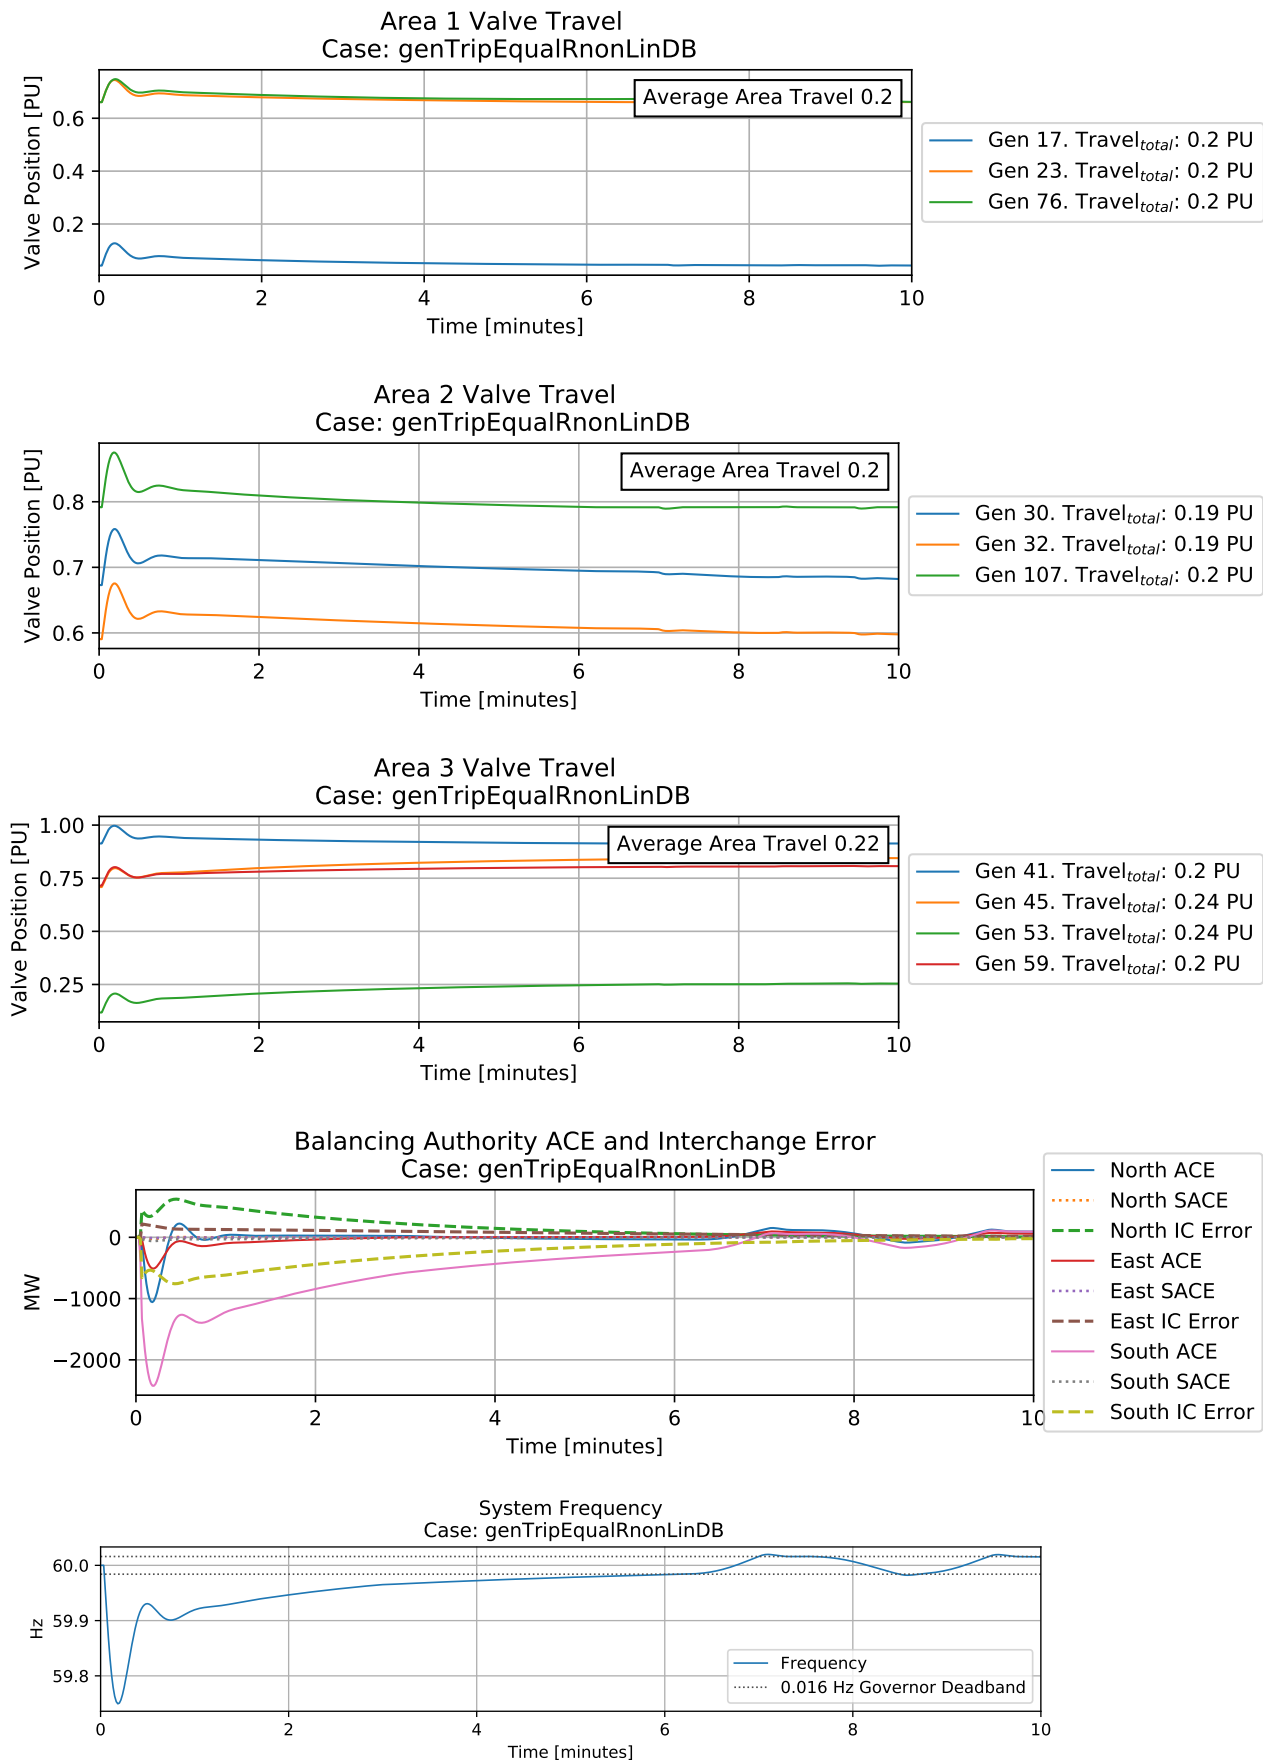 Area 1 Valve Travel
Case: genTripEqualRnonLinDB
Valve Position [PU]
0.6
0.4
0.2
Average Area Travel 0.2
Gen 17. Travel_total: 0.2 PU
Gen 23. Travel_total: 0.2 PU
Gen 76. Travel_total: 0.2 PU
0 2 4 6 8 10
Time [minutes]
Area 2 Valve Travel
Case: genTripEqualRnonLinDB
Valve Position [PU]
0.8
0.7
0.6
Average Area Travel 0.2
Gen 30. Travel_total: 0.19 PU
Gen 32. Travel_total: 0.19 PU
Gen 107. Travel_total: 0.2 PU
0 2 4 6 8 10
Time [minutes]
Area 3 Valve Travel
Case: genTripEqualRnonLinDB
Valve Position [PU]
1.00
0.75
0.50
0.25
Average Area Travel 0.22
Gen 41. Travel_total: 0.2 PU
Gen 45. Travel_total: 0.24 PU
Gen 53. Travel_total: 0.24 PU
Gen 59. Travel_total: 0.2 PU
0 2 4 6 8 10
Time [minutes]
Balancing Authority ACE and Interchange Error
Case: genTripEqualRnonLinDB
MW
0
−1000
−2000
North ACE
North SACE
North IC Error
East ACE
East SACE
East IC Error
South ACE
South SACE
South IC Error
0 2 4 6 8 10
Time [minutes]
System Frequency
Case: genTripEqualRnonLinDB
Hz
60.0
59.9
59.8
Frequency
0.016 Hz Governor Deadband
0 2 4 6 8 10
Time [minutes]